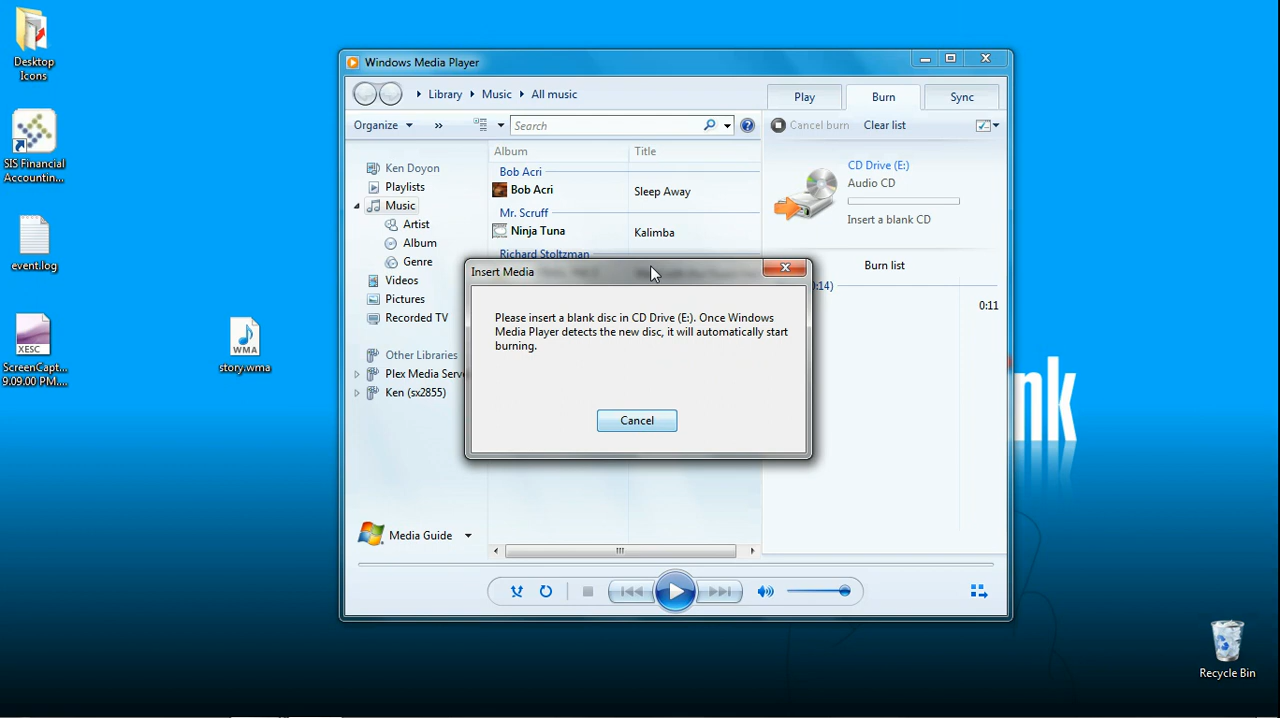 Desktop
Icons
SIS Financial
Accountin...
event.log
XESC
ScreenCapt...
9.09.00 PM....
WMA
story.wma
Windows Media Player
Library
Music
All music
Play
Burn
Sync
Organize
»
Search
Cancel burn
Clear list
Ken Doyon
Playlists
Music
Artist
Album
Genre
Videos
Pictures
Recorded TV
Other Libraries
Plex Media Serve
Ken (sx2855)
Media Guide
Album
Title
Bob Acri
Bob Acri
Sleep Away
Mr. Scruff
Ninja Tuna
Kalimba
Richard Stoltzman
CD Drive (E:)
Audio CD
Insert a blank CD
Burn list
0:14)
0:11
Insert Media
Please insert a blank disc in CD Drive (E:). Once Windows
Media Player detects the new disc, it will automatically start
burning.
Cancel
nk
Recycle Bin